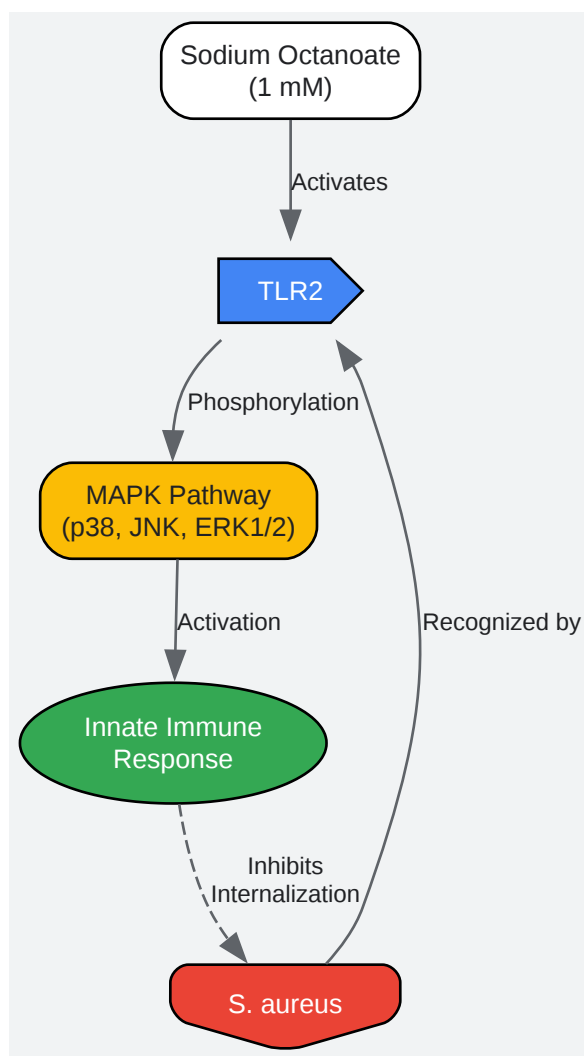 Sodium Octanoate
(1 mM)
Activates
TLR2
Phosphorylation
MAPK Pathway
(p38, JNK, ERK1/2)
Activation
Recognized by
Innate Immune
Response
Inhibits
Internalization
S. aureus